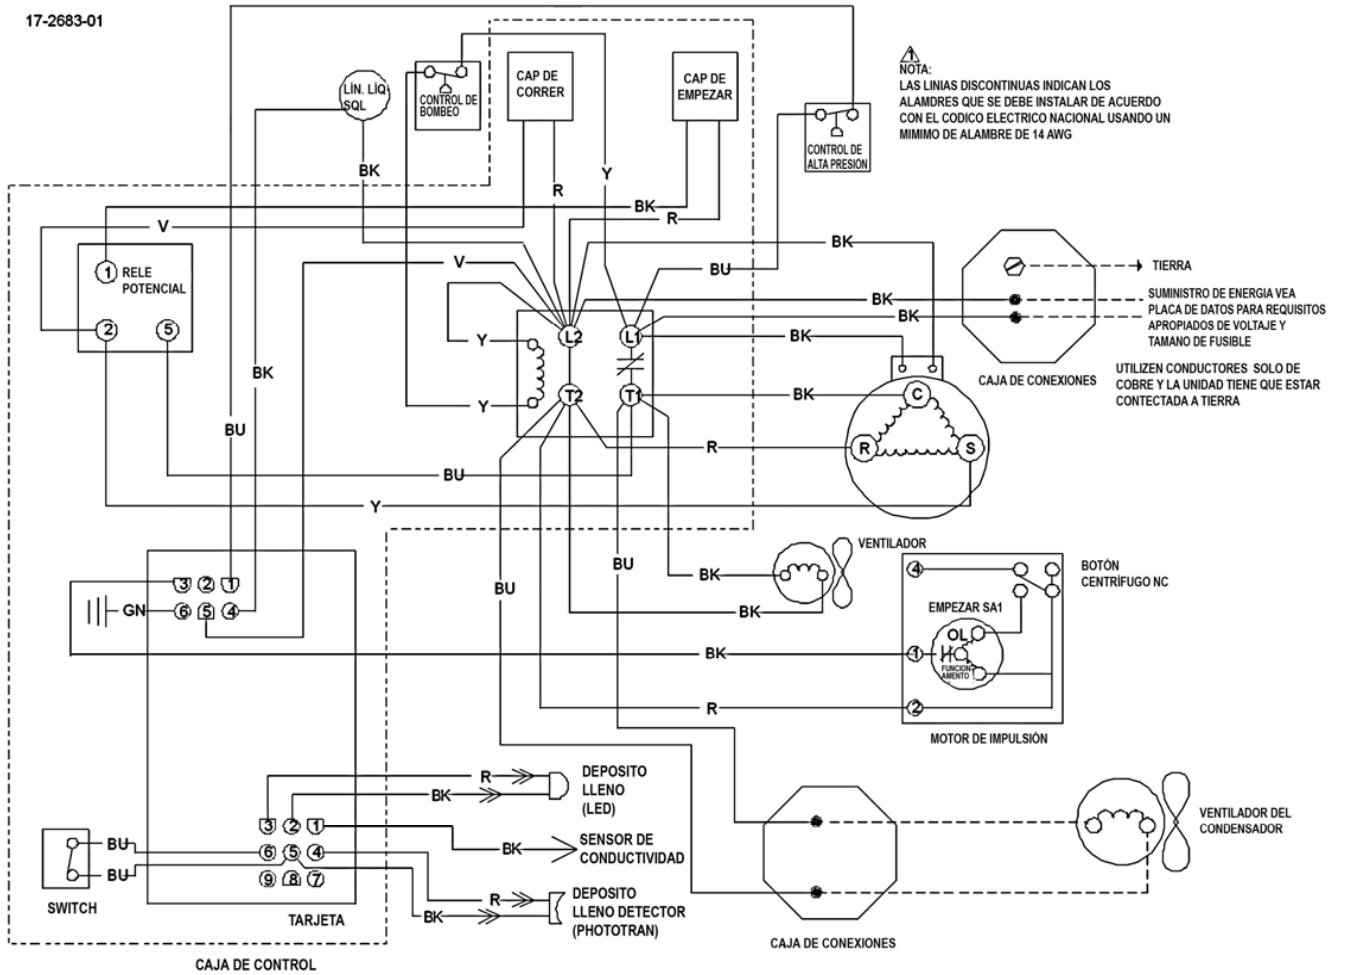 17-2683-01
LÍN. LÍQ.
SQL
CONTROL DE
BOMBEO
CAP DE
CORRER
CAP DE
EMPEZAR
CONTROL DE
ALTA PRESIÓN
1
NOTA:
LAS LINIAS DISCONTINUAS INDICAN LOS
ALAMDRES QUE SE DEBE INSTALAR DE ACUERDO
CON EL CODICO ELECTRICO NACIONAL USANDO UN
MIMIMO DE ALAMBRE DE 14 AWG
BK
R
Y
BK
R
V
BK
V
BU
1 RELE
POTENCIAL
2
5
TIERRA
SUMINISTRO DE ENERGIA VEA
PLACA DE DATOS PARA REQUISITOS
APROPIADOS DE VOLTAJE Y
TAMANO DE FUSIBLE
BK
BK
BK
Y
L2
L1
CAJA DE CONEXIONES
UTILIZEN CONDUCTORES SOLO DE
COBRE Y LA UNIDAD TIENE QUE ESTAR
CONTECTADA A TIERRA
BK
Y
T2
T1
BK
C
BU
R
R
S
BU
Y
VENTILADOR
BU
BU
BK
BK
3 2 1
6 5 4
GN
4
BOTÓN
CENTRÍFUGO NC
EMPEZAR SA1
OL
1
FUNCION-
AMENTO
BK
R
2
MOTOR DE IMPULSIÓN
R
BK
DEPOSITO
LLENO
(LED)
3 2 1
6 5 4
9 8 7
BU
BU
SWITCH
BK
SENSOR DE
CONDUCTIVIDAD
R
BK
DEPOSITO
LLENO DETECTOR
(PHOTOTRAN)
TARJETA
VENTILADOR DEL
CONDENSADOR
CAJA DE CONEXIONES
CAJA DE CONTROL